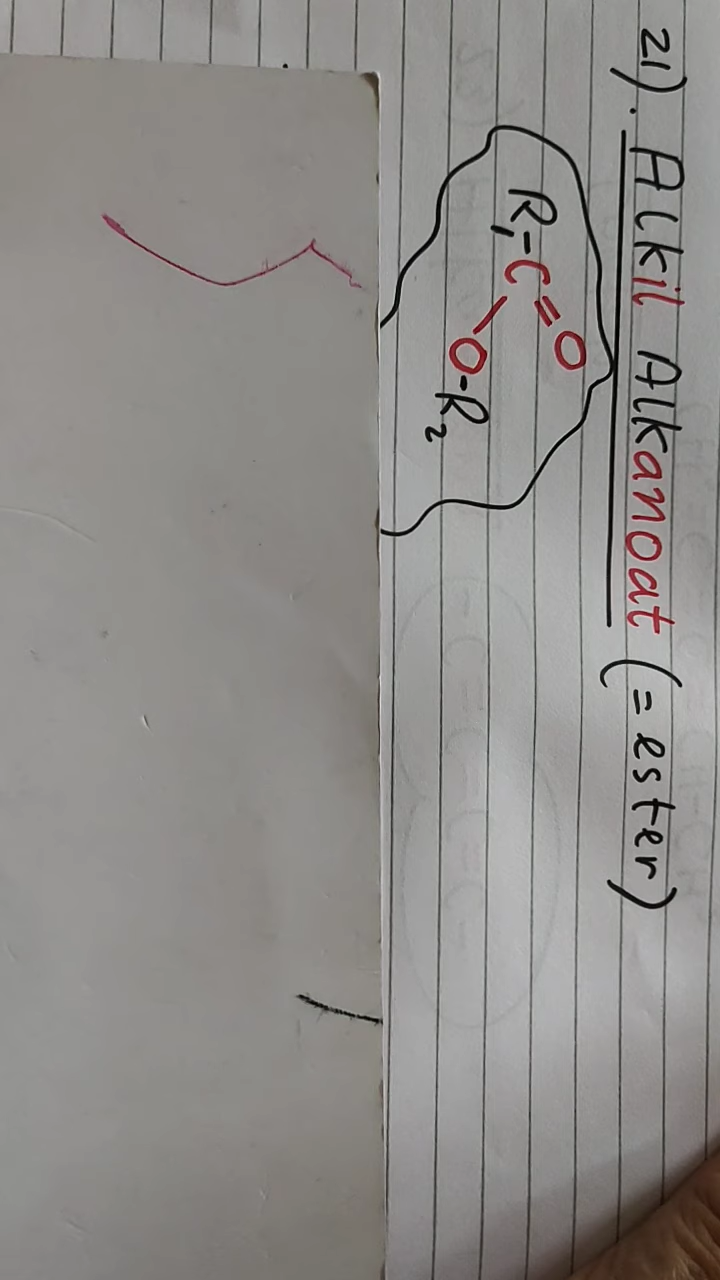 21). Alkil Alkanoat (= ester)
R₁-C=O
O-R₂